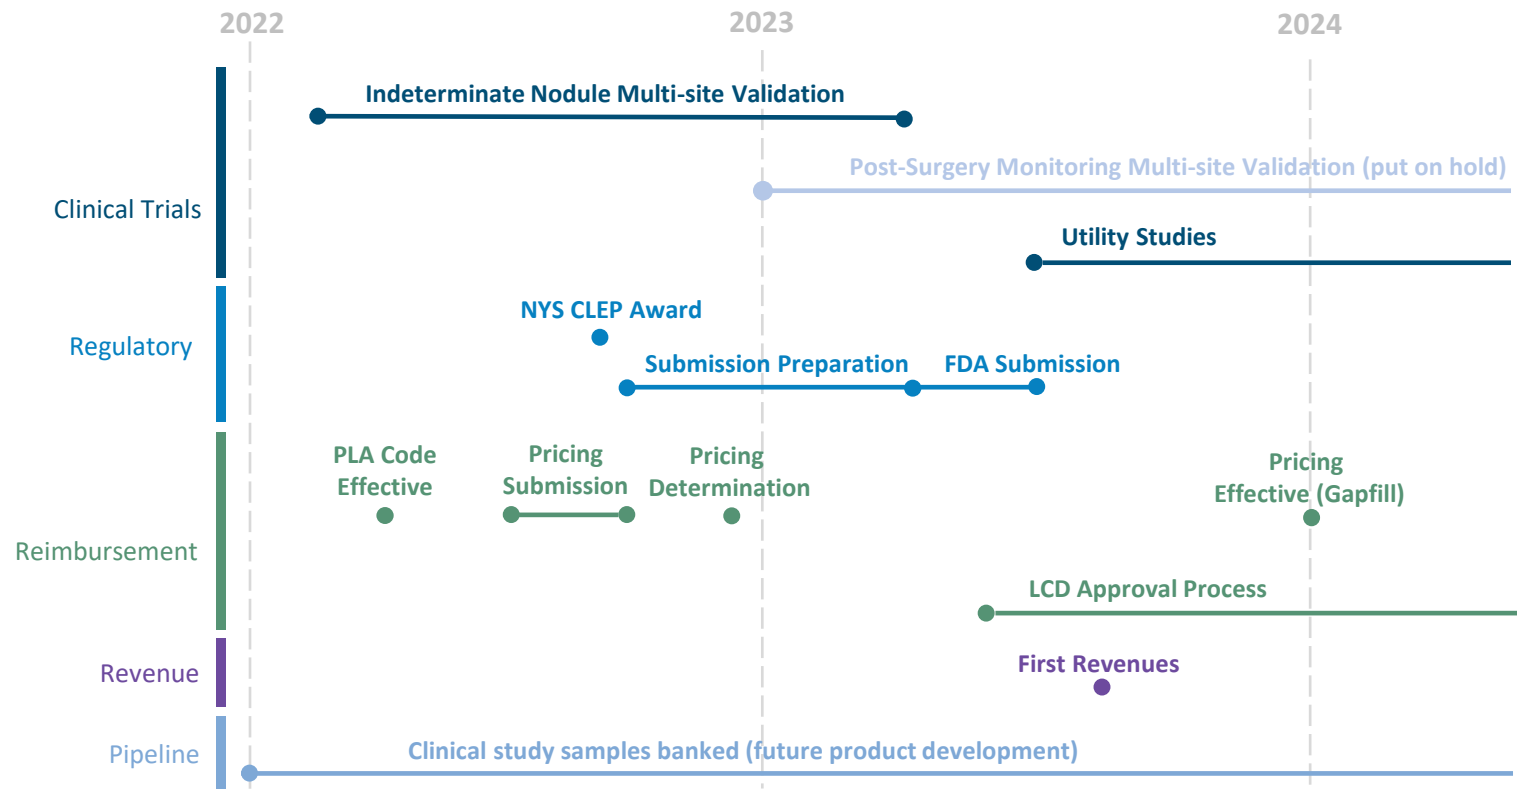 2022
2023
2024
Indeterminate Nodule Multi-site Validation
Post-Surgery Monitoring Multi-site Validation (put on hold)
Clinical Trials
Utility Studies
NYS CLEP Award
Regulatory
Submission Preparation
FDA Submission
PLA Code
Effective
Pricing
Submission
Pricing
Determination
Pricing
Effective (Gapfill)
Reimbursement
LCD Approval Process
First Revenues
Revenue
Pipeline
Clinical study samples banked (future product development)